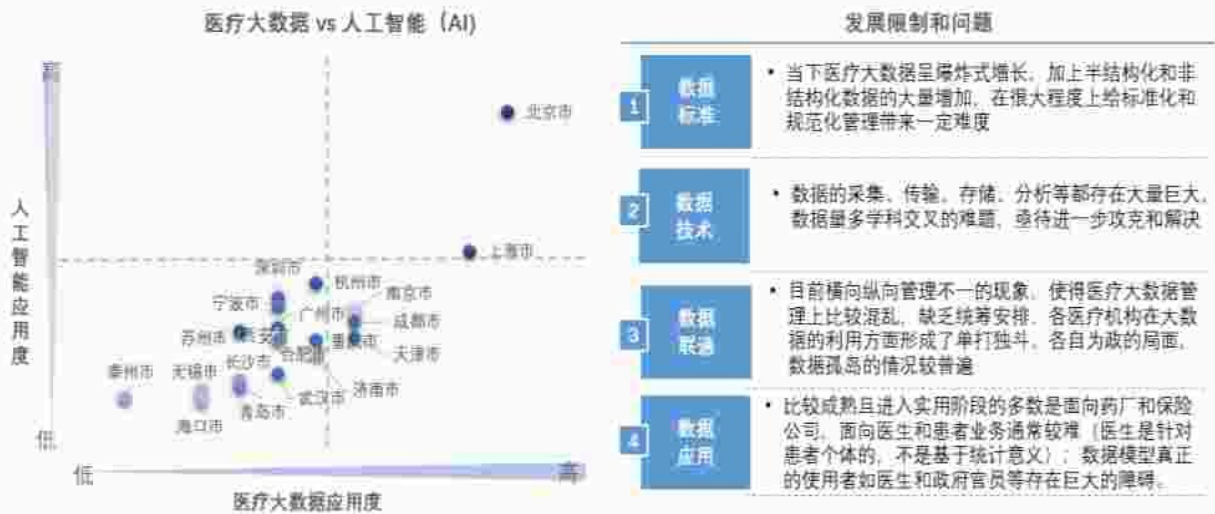 医疗大数据 vs 人工智能（AI）
高
人工智能应用度
低
北京市
上海市
深圳市
杭州市
宁波市
南京市
广州市
成都市
苏州市
西安市
重庆市
天津市
合肥市
长沙市
泰州市
无锡市
济南市
武汉市
青岛市
海口市
低
高
医疗大数据应用度
发展限制和问题
1
数据
标准
• 当下医疗大数据呈爆炸式增长，加上半结构化和非
结构化数据的大量增加，在很大程度上给标准化和
规范化管理带来一定难度
2
数据
技术
• 数据的采集、传输、存储、分析等都存在大量巨大，
数据量多学科交叉的难题，亟待进一步攻克和解决
3
数据
联通
• 目前横向纵向管理不一的现象，使得医疗大数据管
理上比较混乱，缺乏统筹安排，各医疗机构在大数
据的利用方面形成了单打独斗、各自为政的局面，
数据孤岛的情况较普遍
4
数据
应用
• 比较成熟且进入实用阶段的多数是面向药厂和保险
公司，面向医生和患者业务通常较难（医生是针对
患者个体的，不是基于统计意义）；数据模型真正
的使用者如医生和政府官员等存在巨大的障碍。